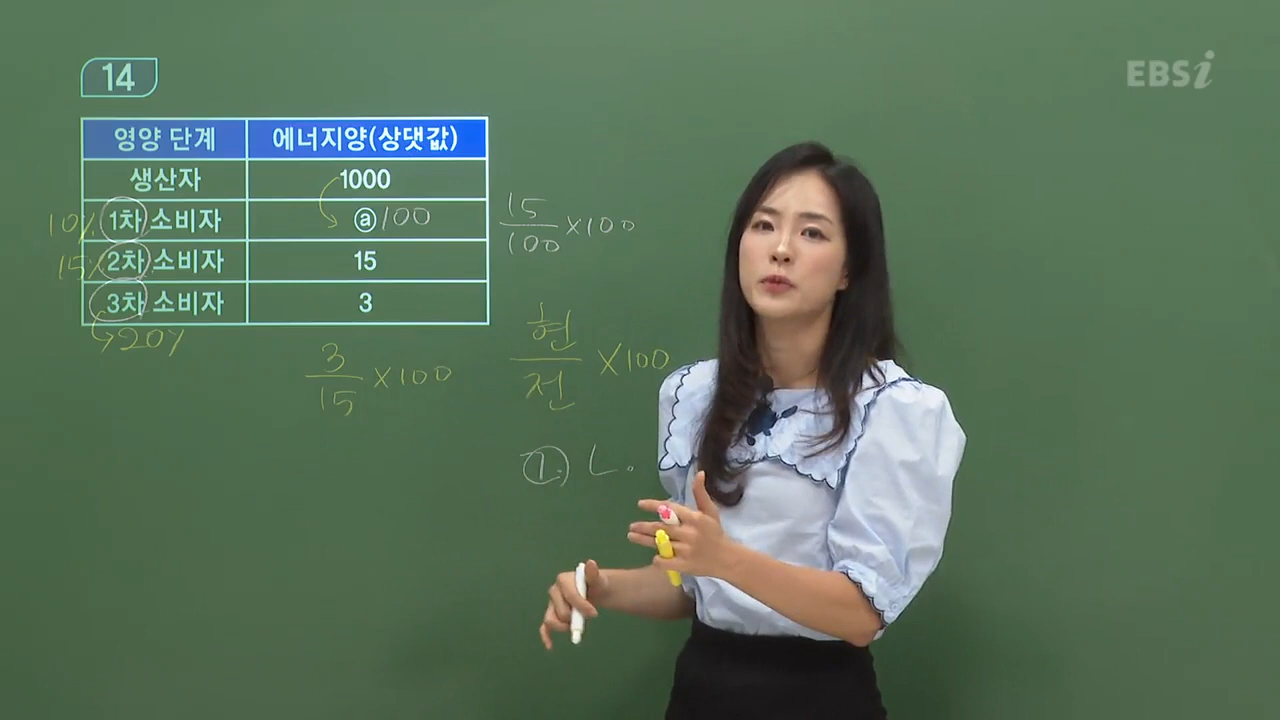 EBSi
14
영양 단계 에너지양(상댓값)
생산자 1000
10% 1차 소비자 ⓐ 100
15% 2차 소비자 15
3차 소비자 3
→20%
15/100 ×100
3/15 ×100
현/전 ×100
①) ㄴ.